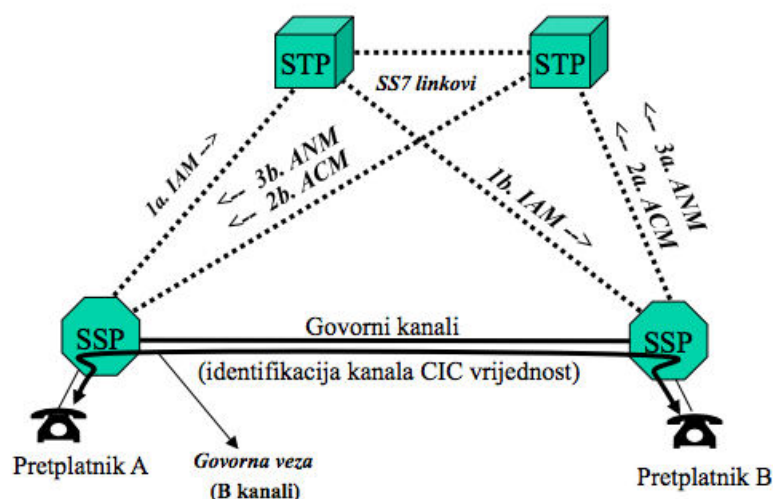 STP
STP
SS7 linkovi
1a. IAM -->
<-- 3b. ANM
<-- 2b. ACM
1b. IAM -->
<-- 3a. ANM
<-- 2a. ACM
SSP
Govorni kanali
SSP
(identifikacija kanala CIC vrijednost)
Pretplatnik A
Govorna veza
(B kanali)
Pretplatnik B